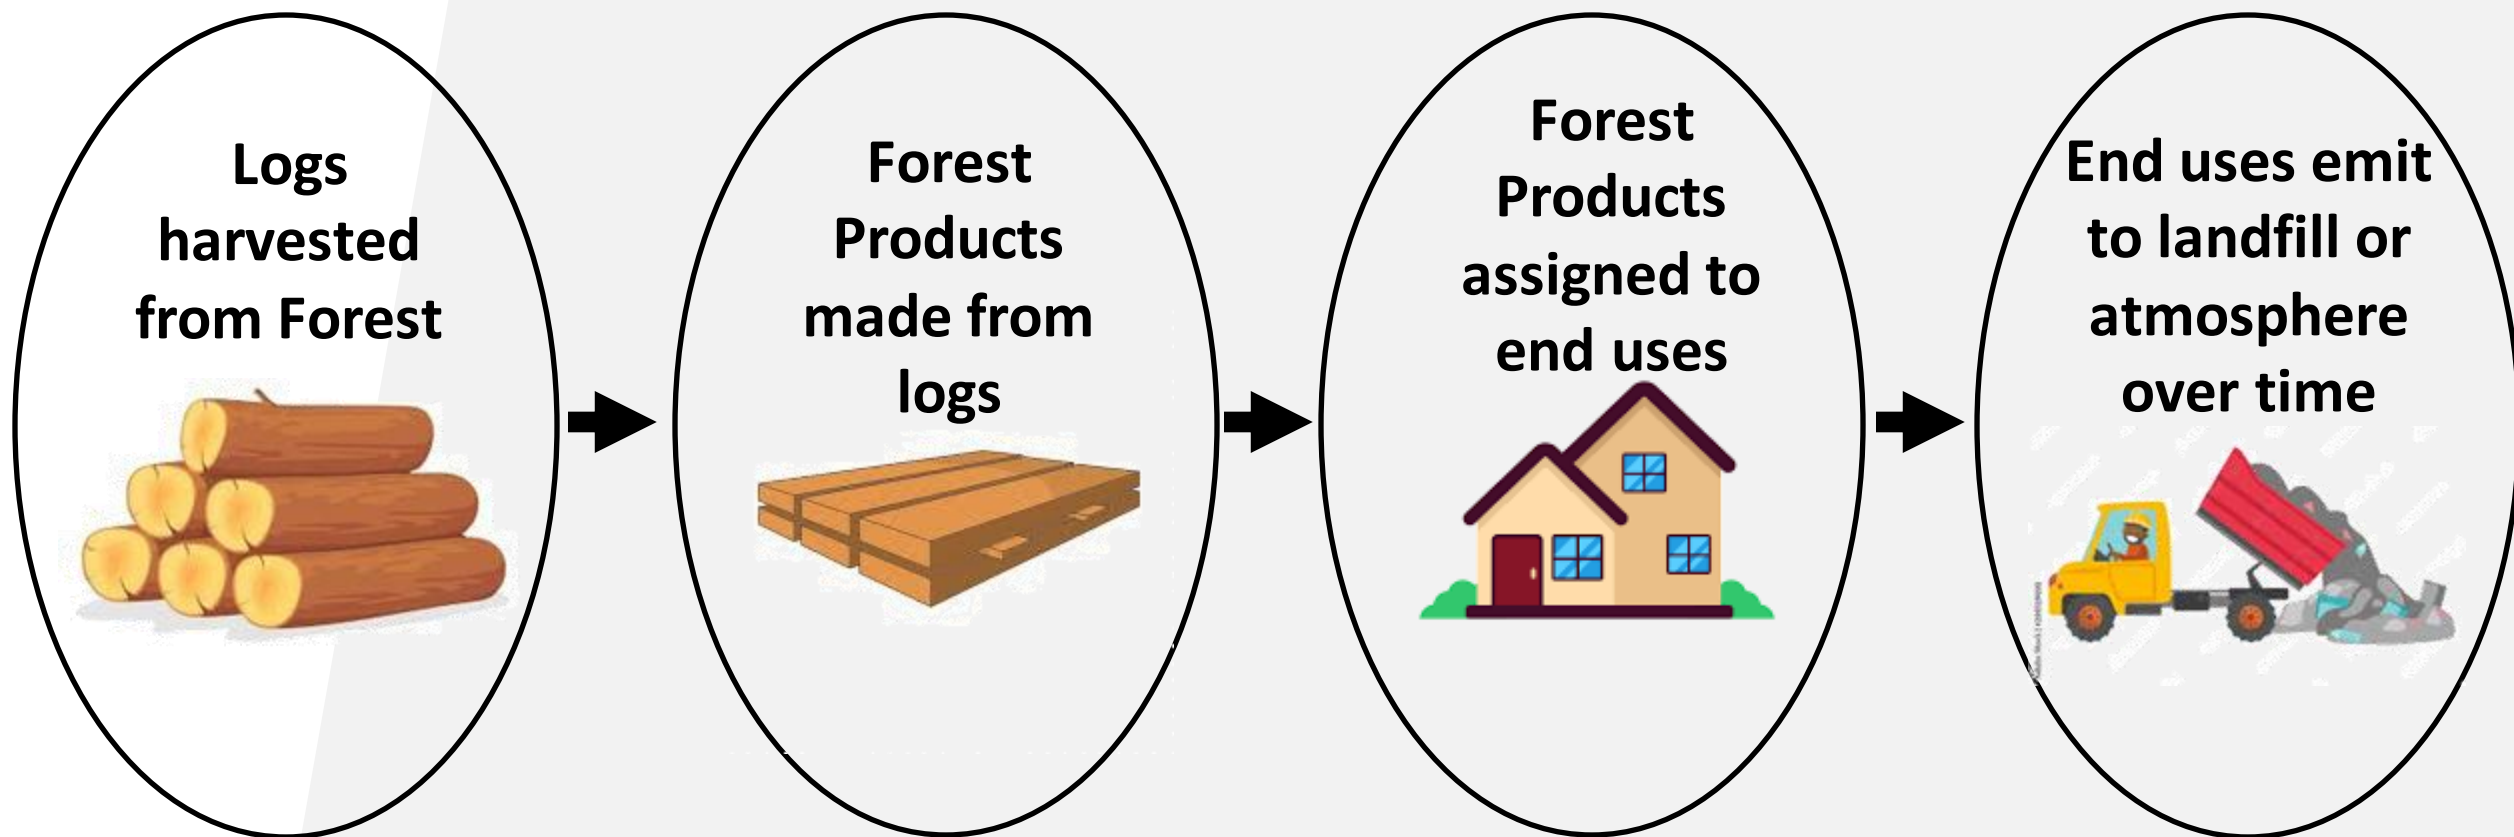 Logs
harvested
from Forest
Forest
Products
made from
logs
Forest
Products
assigned to
end uses
End uses emit
to landfill or
atmosphere
over time